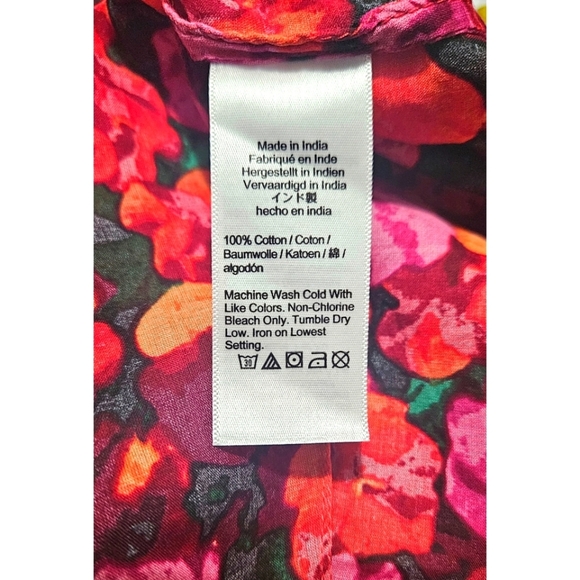 Made in India
Fabriqué en Inde
Hergestellt in Indien
Vervaardigd in India
インド製
hecho en india
100% Cotton / Coton /
Baumwolle / Katoen / 綿 /
algodón
Machine Wash Cold With
Like Colors. Non-Chlorine
Bleach Only. Tumble Dry
Low. Iron on Lowest
Setting.
30